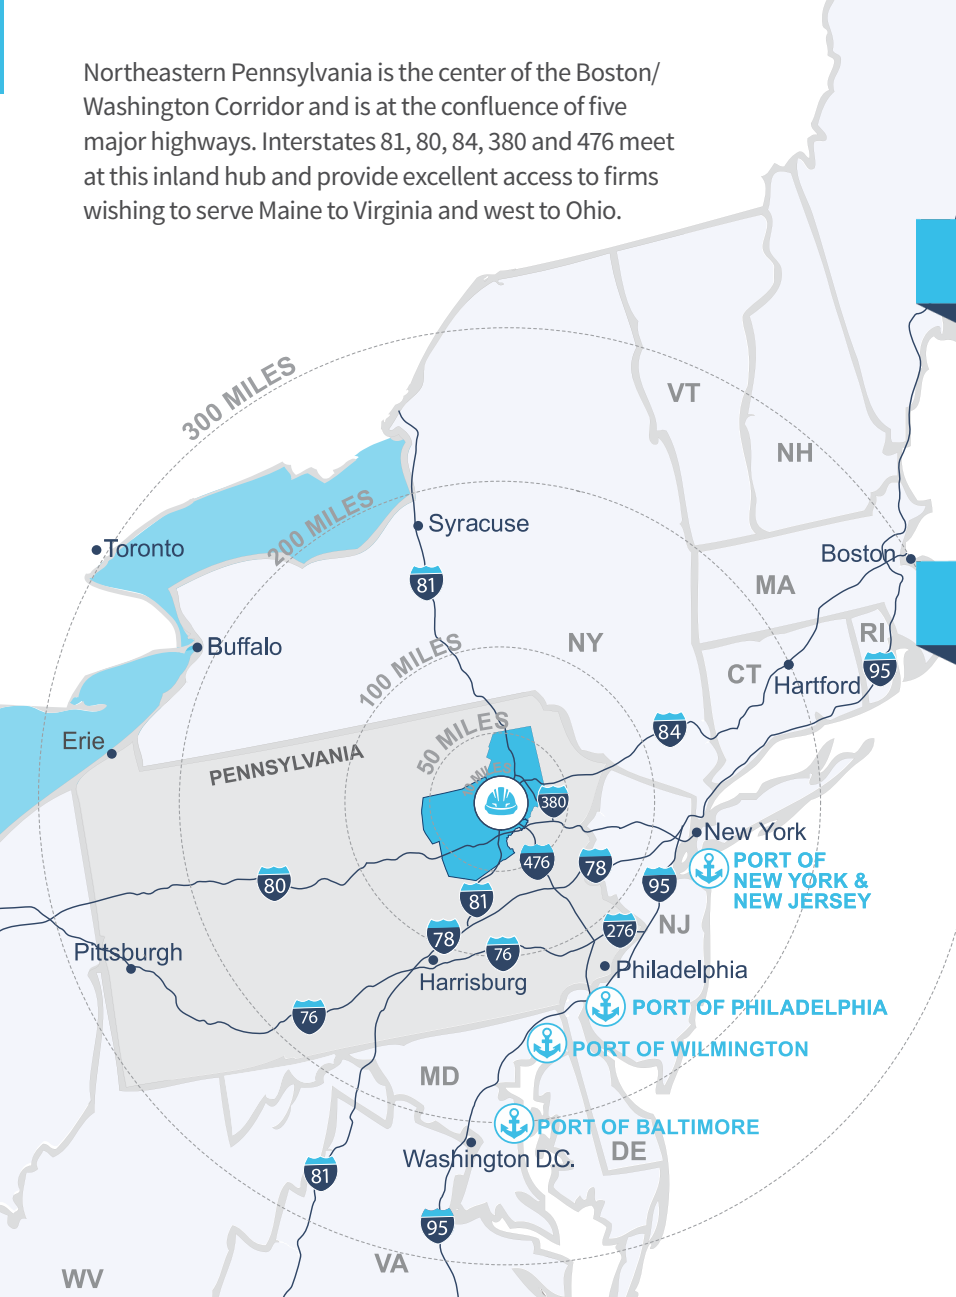 Northeastern Pennsylvania is the center of the Boston/
Washington Corridor and is at the confluence of five
major highways. Interstates 81, 80, 84, 380 and 476 meet
at this inland hub and provide excellent access to firms
wishing to serve Maine to Virginia and west to Ohio.
300 MILES
VT
NH
200 MILES
Syracuse
Toronto
Boston
81
MA
NY
RI
Buffalo
100 MILES
CT
Hartford
95
50 MILES
84
Erie
PENNSYLVANIA
MILES
380
New York
476
78
PORT OF
NEW YORK &
NEW JERSEY
80
95
81
NJ
78
276
76
Pittsburgh
Philadelphia
Harrisburg
76
PORT OF PHILADELPHIA
PORT OF WILMINGTON
MD
PORT OF BALTIMORE
Washington D.C.
DE
81
95
VA
WV